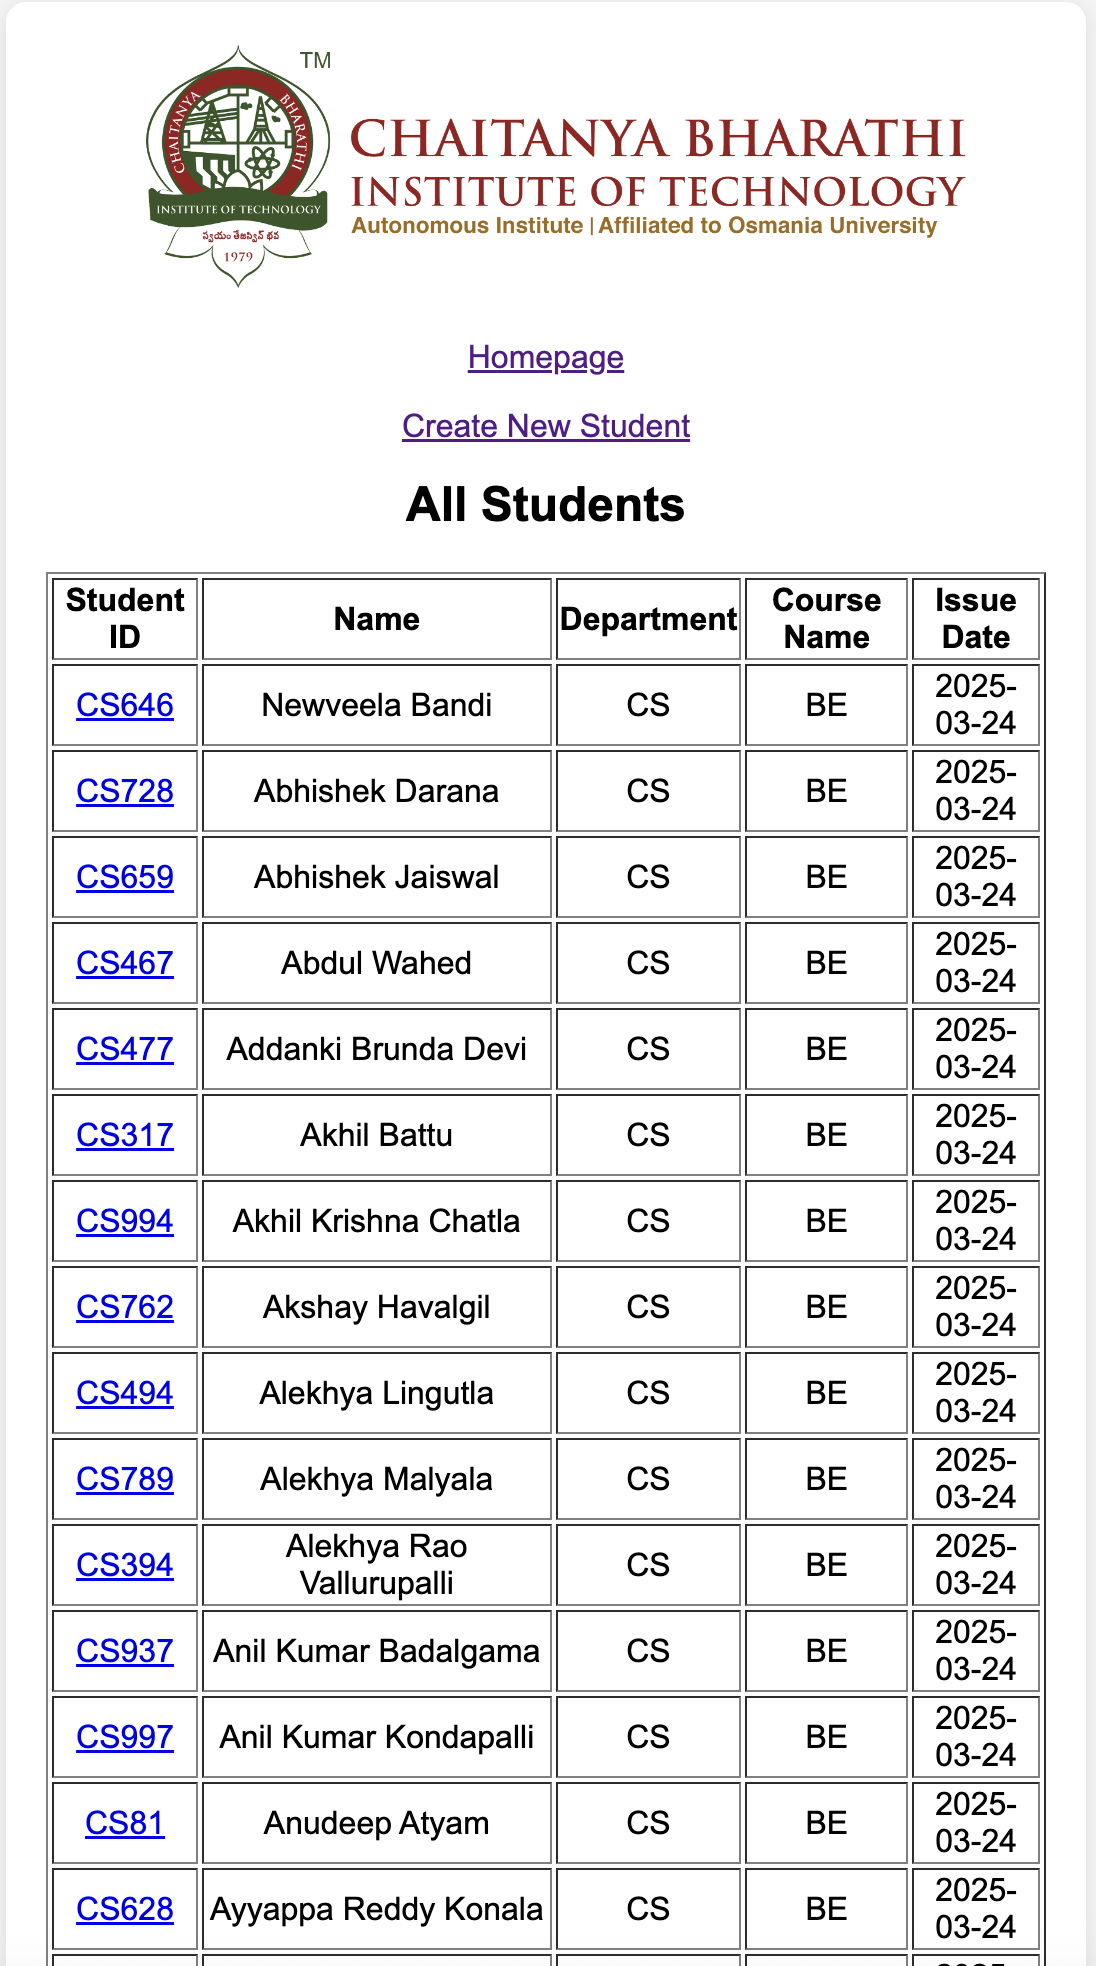 TM
CHAITANYA BHARATHI
INSTITUTE OF TECHNOLOGY
స్వయం తేజస్విన్ భవ
1979
CHAITANYA BHARATHI
INSTITUTE OF TECHNOLOGY
Autonomous Institute | Affiliated to Osmania University
Homepage
Create New Student
All Students
Student ID Name Department Course Name Issue Date
CS646 Newveela Bandi CS BE 2025-03-24
CS728 Abhishek Darana CS BE 2025-03-24
CS659 Abhishek Jaiswal CS BE 2025-03-24
CS467 Abdul Wahed CS BE 2025-03-24
CS477 Addanki Brunda Devi CS BE 2025-03-24
CS317 Akhil Battu CS BE 2025-03-24
CS994 Akhil Krishna Chatla CS BE 2025-03-24
CS762 Akshay Havalgil CS BE 2025-03-24
CS494 Alekhya Lingutla CS BE 2025-03-24
CS789 Alekhya Malyala CS BE 2025-03-24
CS394 Alekhya Rao Vallurupalli CS BE 2025-03-24
CS937 Anil Kumar Badalgama CS BE 2025-03-24
CS997 Anil Kumar Kondapalli CS BE 2025-03-24
CS81 Anudeep Atyam CS BE 2025-03-24
CS628 Ayyappa Reddy Konala CS BE 2025-03-24